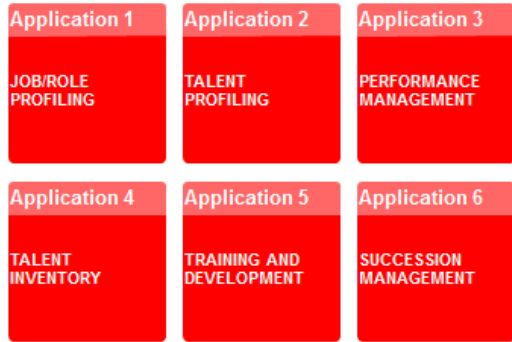 Application 1
JOB/ROLE
PROFILING
Application 2
TALENT
PROFILING
Application 3
PERFORMANCE
MANAGEMENT
Application 4
TALENT
INVENTORY
Application 5
TRAINING AND
DEVELOPMENT
Application 6
SUCCESSION
MANAGEMENT